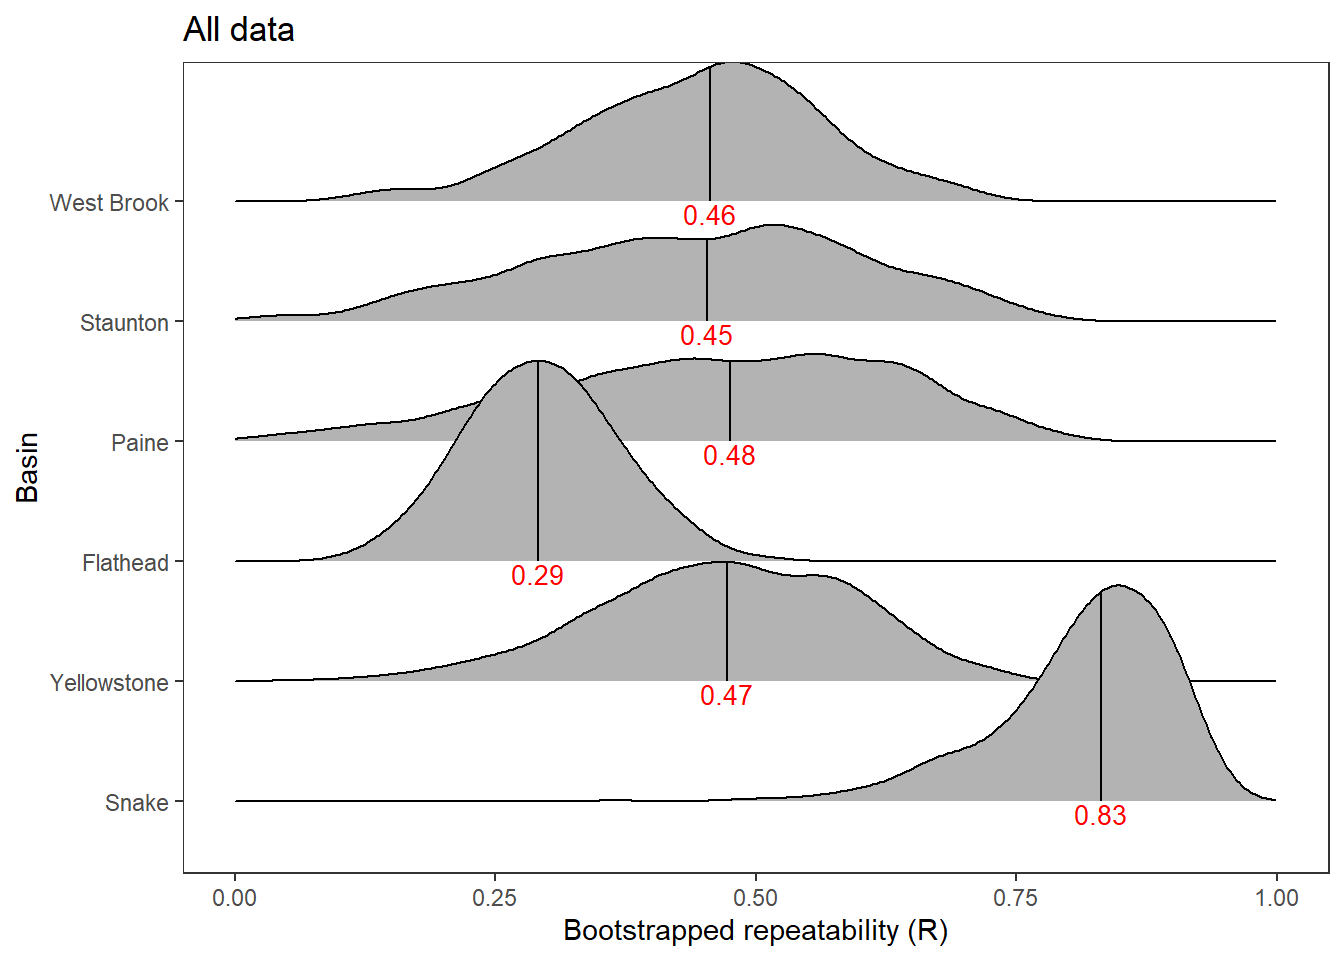 All data
West Brook
0.46
Staunton
0.45
Paine
0.48
Basin
Flathead
0.29
Yellowstone
0.47
Snake
0.83
0.00 0.25 0.50 0.75 1.00
Bootstrapped repeatability (R)